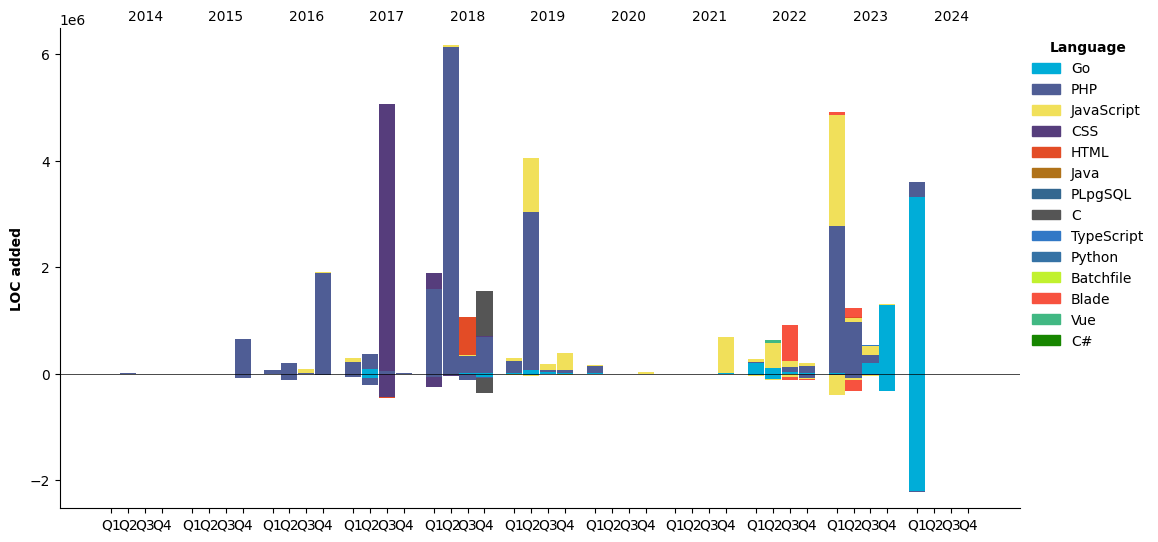 1e6
2014 2015 2016 2017 2018 2019 2020 2021 2022 2023 2024
6
4
2
0
−2
LOC added
Q1Q2Q3Q4 Q1Q2Q3Q4 Q1Q2Q3Q4 Q1Q2Q3Q4 Q1Q2Q3Q4 Q1Q2Q3Q4 Q1Q2Q3Q4 Q1Q2Q3Q4 Q1Q2Q3Q4 Q1Q2Q3Q4 Q1Q2Q3Q4
Language
Go
PHP
JavaScript
CSS
HTML
Java
PLpgSQL
C
TypeScript
Python
Batchfile
Blade
Vue
C#